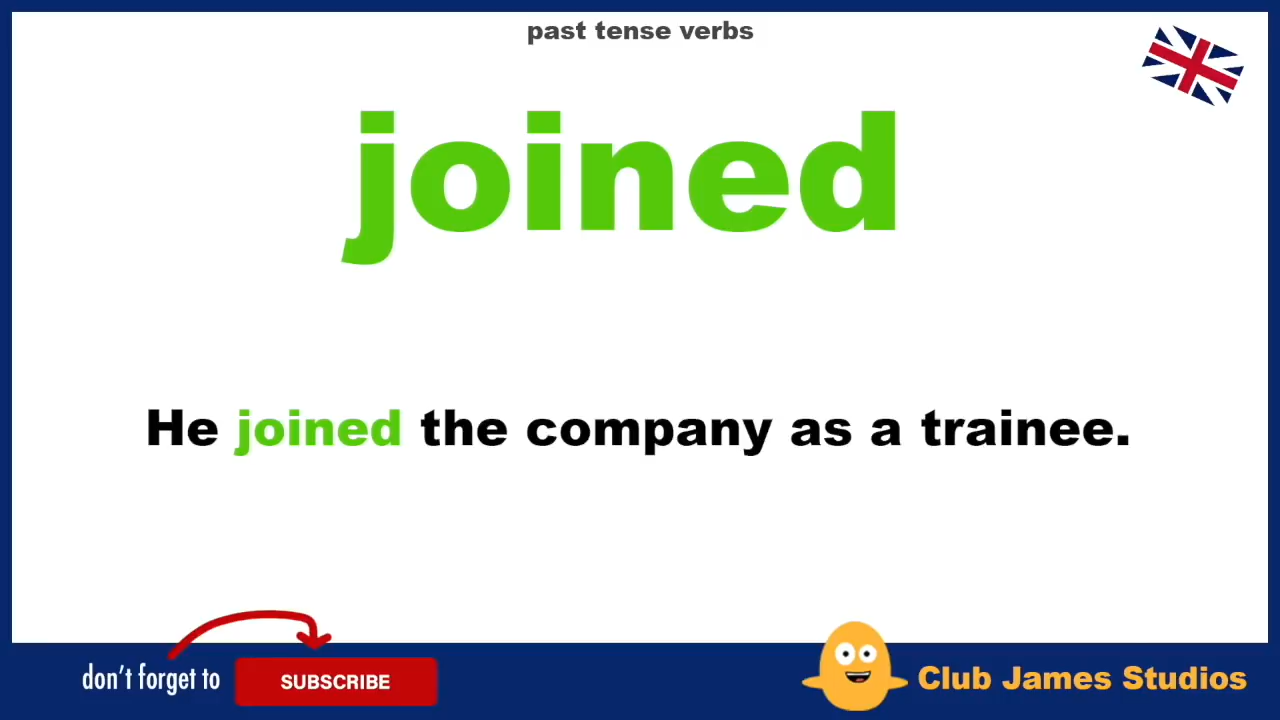 past tense verbs
joined
He joined the company as a trainee.
don't forget to SUBSCRIBE
Club James Studios